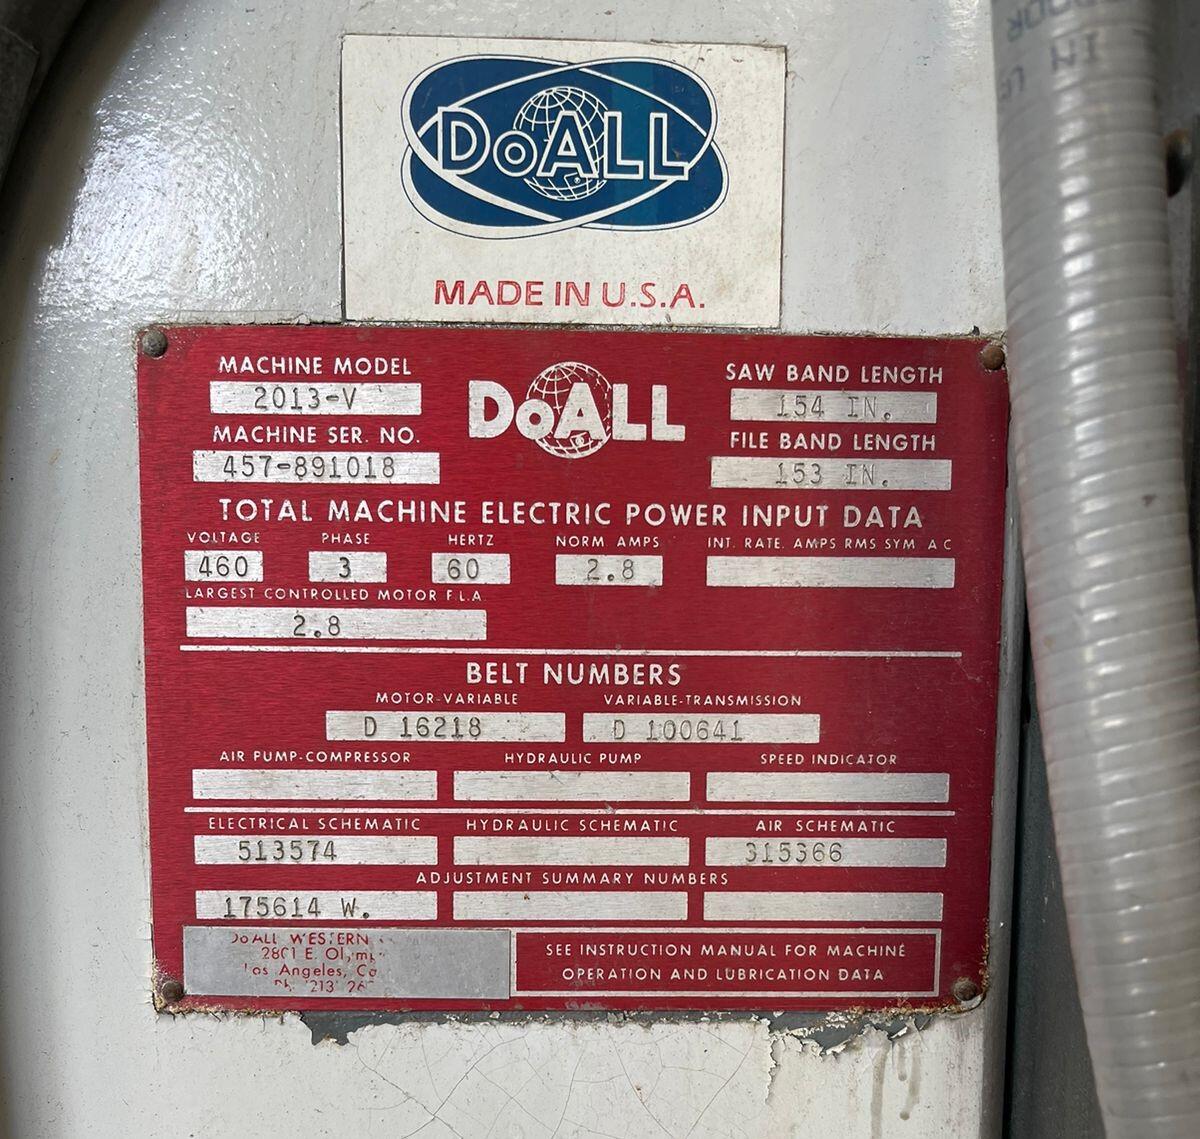 DoALL
MADE IN U.S.A.
MACHINE MODEL
2013-V
MACHINE SER. NO.
457-891018
DoALL
SAW BAND LENGTH
154 IN.
FILE BAND LENGTH
153 IN.
TOTAL MACHINE ELECTRIC POWER INPUT DATA
VOLTAGE PHASE HERTZ NORM AMPS INT. RATE. AMPS RMS SYM A C
460 3 60 2.8
LARGEST CONTROLLED MOTOR F.L.A.
2.8
BELT NUMBERS
MOTOR-VARIABLE VARIABLE-TRANSMISSION
D 16218 D 100641
AIR PUMP-COMPRESSOR HYDRAULIC PUMP SPEED INDICATOR
ELECTRICAL SCHEMATIC HYDRAULIC SCHEMATIC AIR SCHEMATIC
513574 315366
ADJUSTMENT SUMMARY NUMBERS
175614 W.
DoALL WESTERN
2801 E.
Los Angeles,
213
SEE INSTRUCTION MANUAL FOR MACHINE
OPERATION AND LUBRICATION DATA